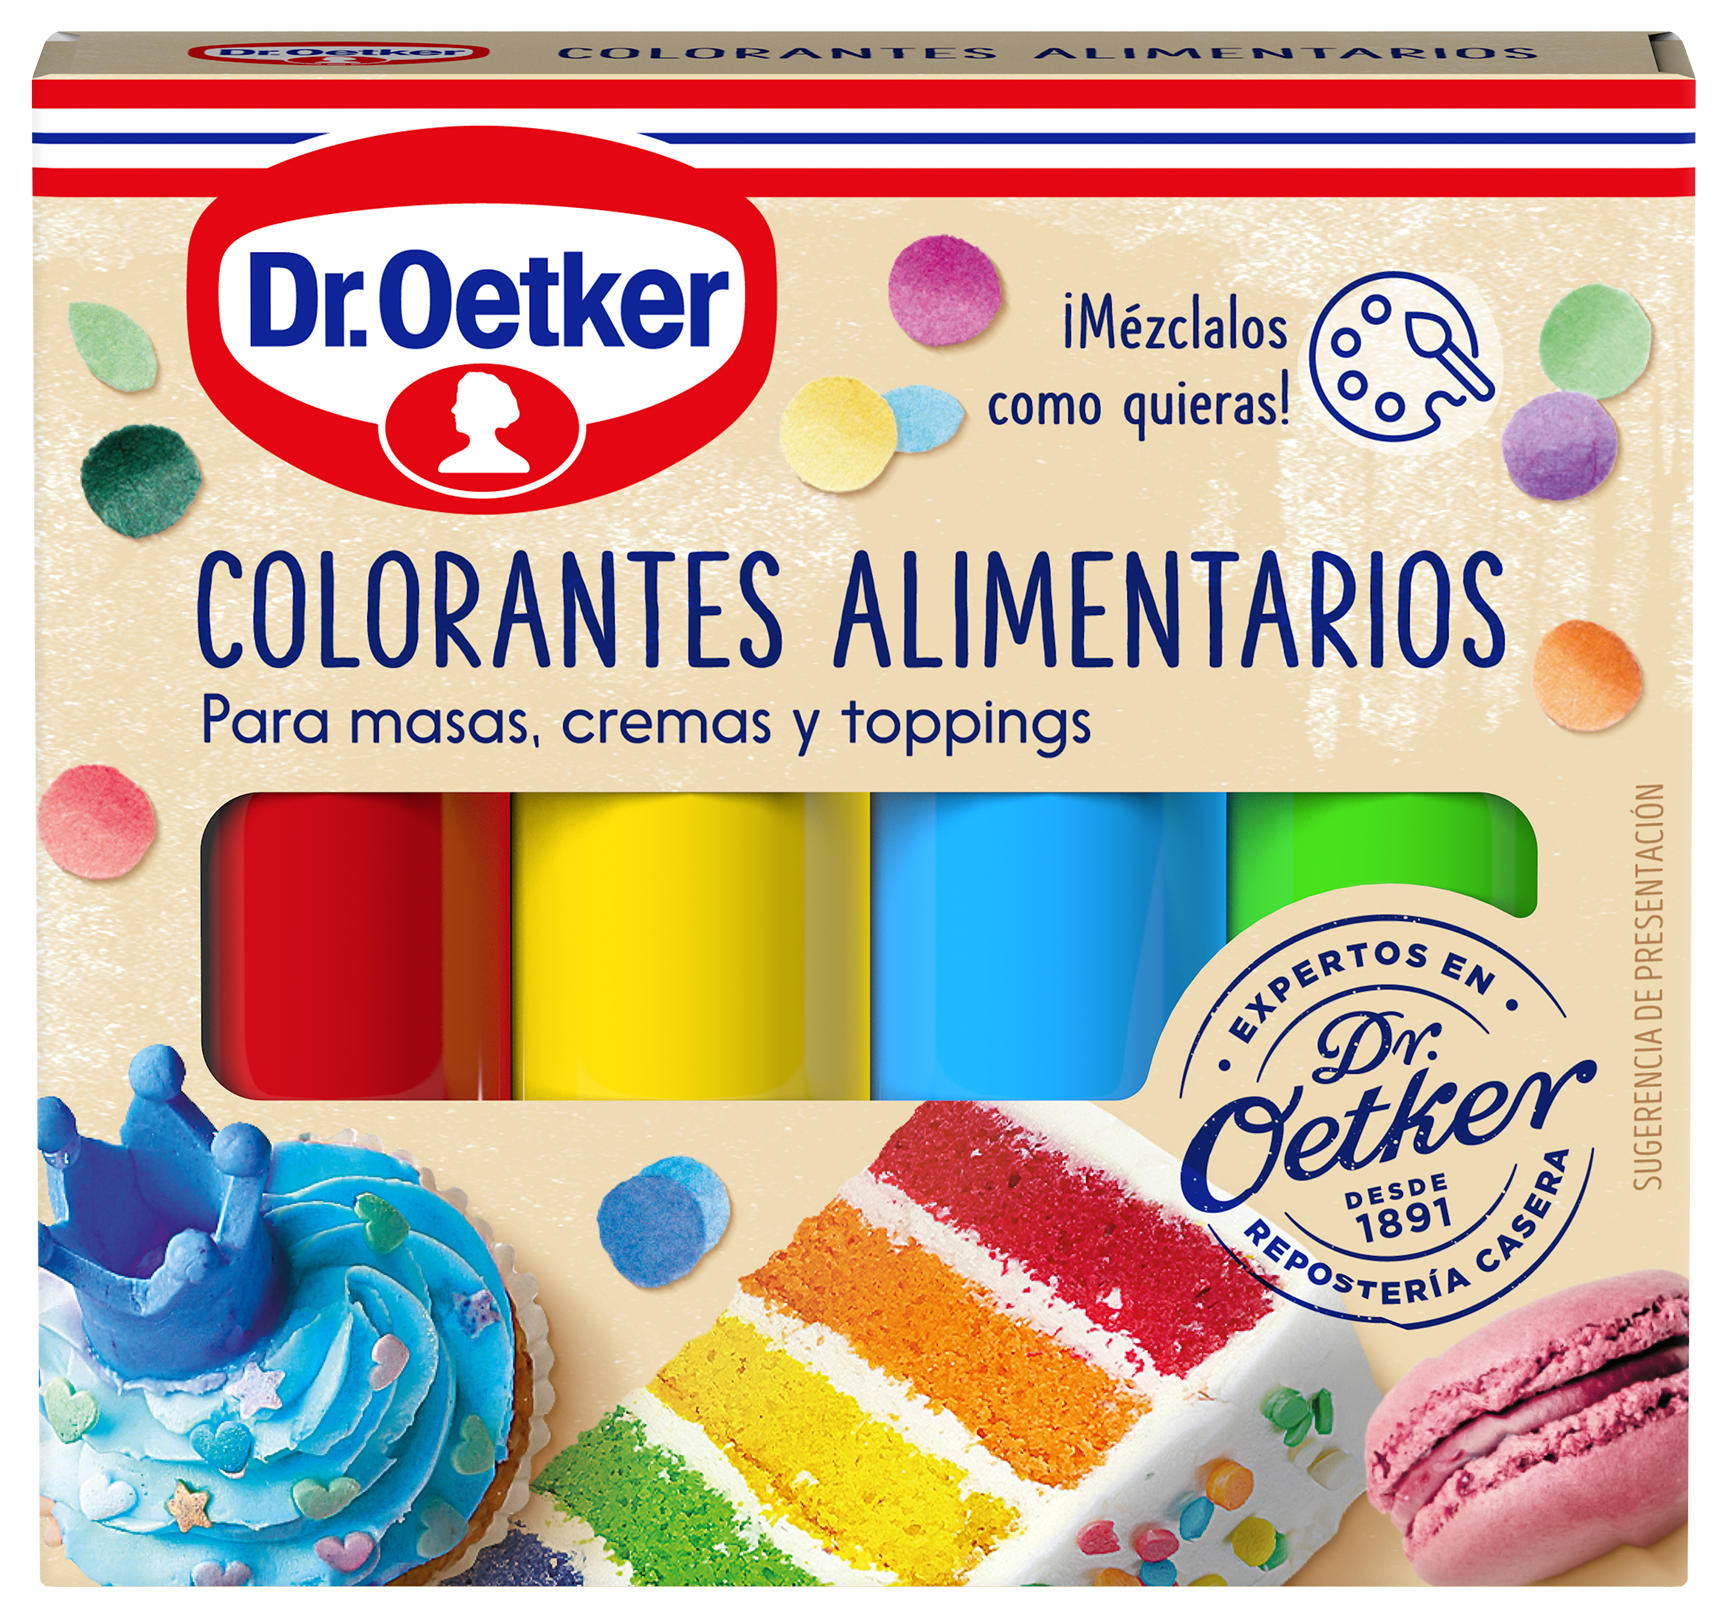 Dr. Oetker COLORANTES ALIMENTARIOS
Dr. Oetker
¡Mézclalos
como quieras!
COLORANTES ALIMENTARIOS
Para masas, cremas y toppings
• EXPERTOS EN •
Dr.
Oetker
DESDE
1891
REPOSTERÍA CASERA
SUGERENCIA DE PRESENTACIÓN